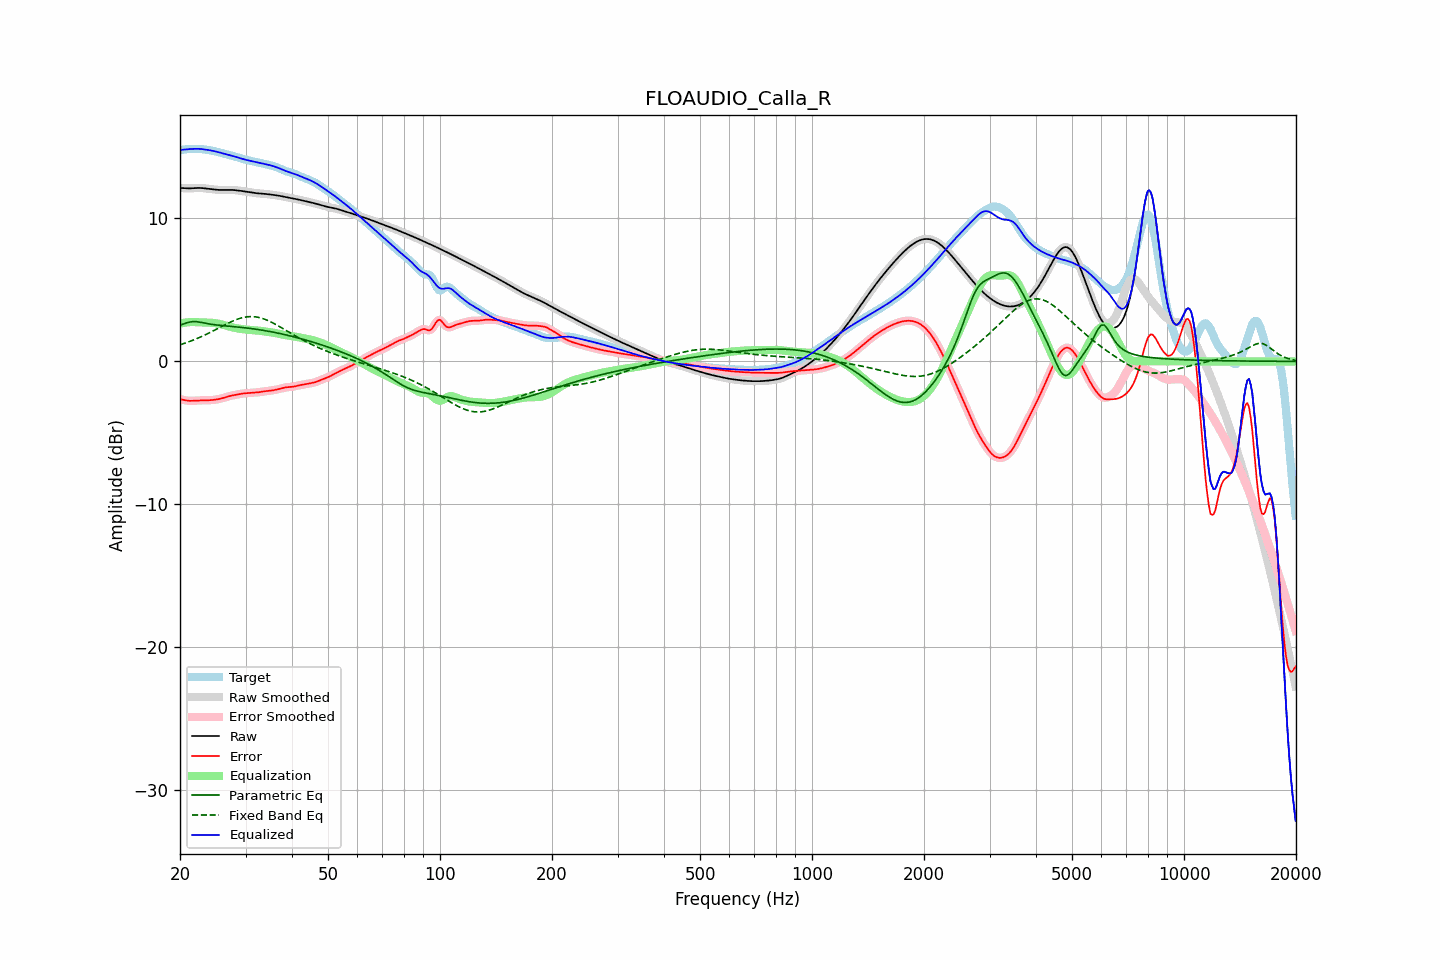 FLOAUDIO_Calla_R
Amplitude (dBr)
10
0
−10
−20
−30
Target
Raw Smoothed
Error Smoothed
Raw
Error
Equalization
Parametric Eq
Fixed Band Eq
Equalized
20 50 100 200 500 1000 2000 5000 10000 20000
Frequency (Hz)